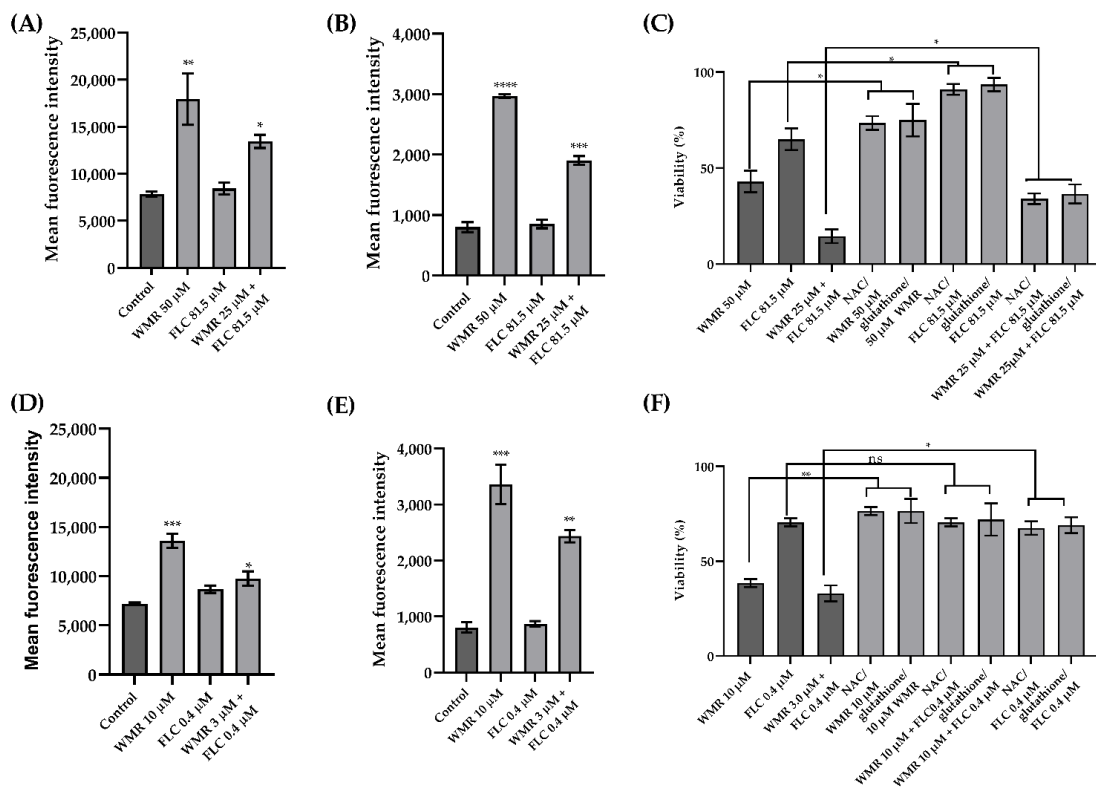 (A)
Mean fuorescence intensity
25,000
20,000
15,000
10,000
5,000
0
**
*
Control
WMR 50 μM
FLC 81.5 μM
WMR 25 μM +
FLC 81.5 μM
(B)
Mean fluorescence intensity
4,000
3,000
2,000
1,000
0
****
***
Control
WMR 50 μM
FLC 81.5 μM
WMR 25 μM +
FLC 81.5 μM
(C)
Viability (%)
100
50
0
*
*
*
WMR 50 μM
FLC 81.5 μM
WMR 25 μM +
FLC 81.5 μM
NAC/
WMR 50 μM
glutathione/
50 μM WMR
NAC/
FLC 81.5 μM
glutathione/
FLC 81.5 μM
NAC/
WMR 25 μM + FLC 81.5 μM
glutathione/
WMR 25μM + FLC 81.5 μM
(D)
Mean fuorescence intensity
25,000
20,000
15,000
10,000
5,000
0
***
*
Control
WMR 10 μM
FLC 0.4 μM
WMR 3 μM +
FLC 0.4 μM
(E)
Mean fluorescence intensity
4,000
3,000
2,000
1,000
0
***
**
Control
WMR 10 μM
FLC 0.4 μM
WMR 3 μM +
FLC 0.4 μM
(F)
Viability (%)
100
50
0
*
ns
**
WMR 10 μM
FLC 0.4 μM
WMR 3.0 μM +
FLC 0.4 μM
NAC/
WMR 10 μM
glutathione/
10 μM WMR
NAC/
WMR 10 μM + FLC0.4 μM
glutathione/
WMR 10 μM + FLC 0.4 μM
NAC/
FLC 0.4 μM
glutathione/
FLC 0.4 μM